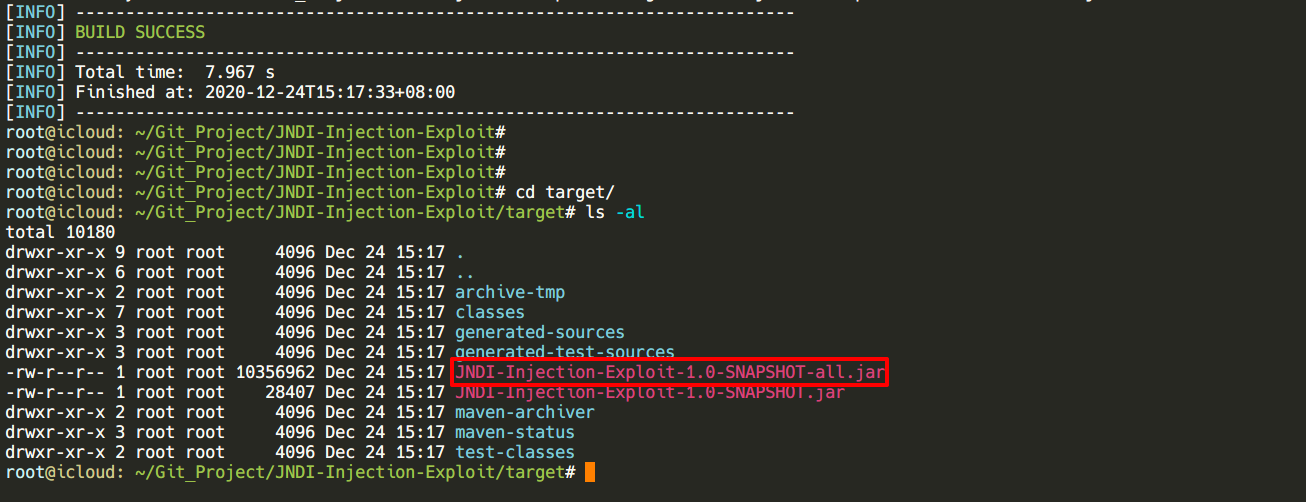 [INFO] ------------------------------------------------------------------------
[INFO] BUILD SUCCESS
[INFO] ------------------------------------------------------------------------
[INFO] Total time:  7.967 s
[INFO] Finished at: 2020-12-24T15:17:33+08:00
[INFO] ------------------------------------------------------------------------
root@icloud: ~/Git_Project/JNDI-Injection-Exploit#
root@icloud: ~/Git_Project/JNDI-Injection-Exploit#
root@icloud: ~/Git_Project/JNDI-Injection-Exploit#
root@icloud: ~/Git_Project/JNDI-Injection-Exploit# cd target/
root@icloud: ~/Git_Project/JNDI-Injection-Exploit/target# ls -al
total 10180
drwxr-xr-x 9 root root     4096 Dec 24 15:17 .
drwxr-xr-x 6 root root     4096 Dec 24 15:17 ..
drwxr-xr-x 2 root root     4096 Dec 24 15:17 archive-tmp
drwxr-xr-x 7 root root     4096 Dec 24 15:17 classes
drwxr-xr-x 3 root root     4096 Dec 24 15:17 generated-sources
drwxr-xr-x 3 root root     4096 Dec 24 15:17 generated-test-sources
-rw-r--r-- 1 root root 10356962 Dec 24 15:17 JNDI-Injection-Exploit-1.0-SNAPSHOT-all.jar
-rw-r--r-- 1 root root    28407 Dec 24 15:17 JNDI-Injection-Exploit-1.0-SNAPSHOT.jar
drwxr-xr-x 2 root root     4096 Dec 24 15:17 maven-archiver
drwxr-xr-x 3 root root     4096 Dec 24 15:17 maven-status
drwxr-xr-x 2 root root     4096 Dec 24 15:17 test-classes
root@icloud: ~/Git_Project/JNDI-Injection-Exploit/target#